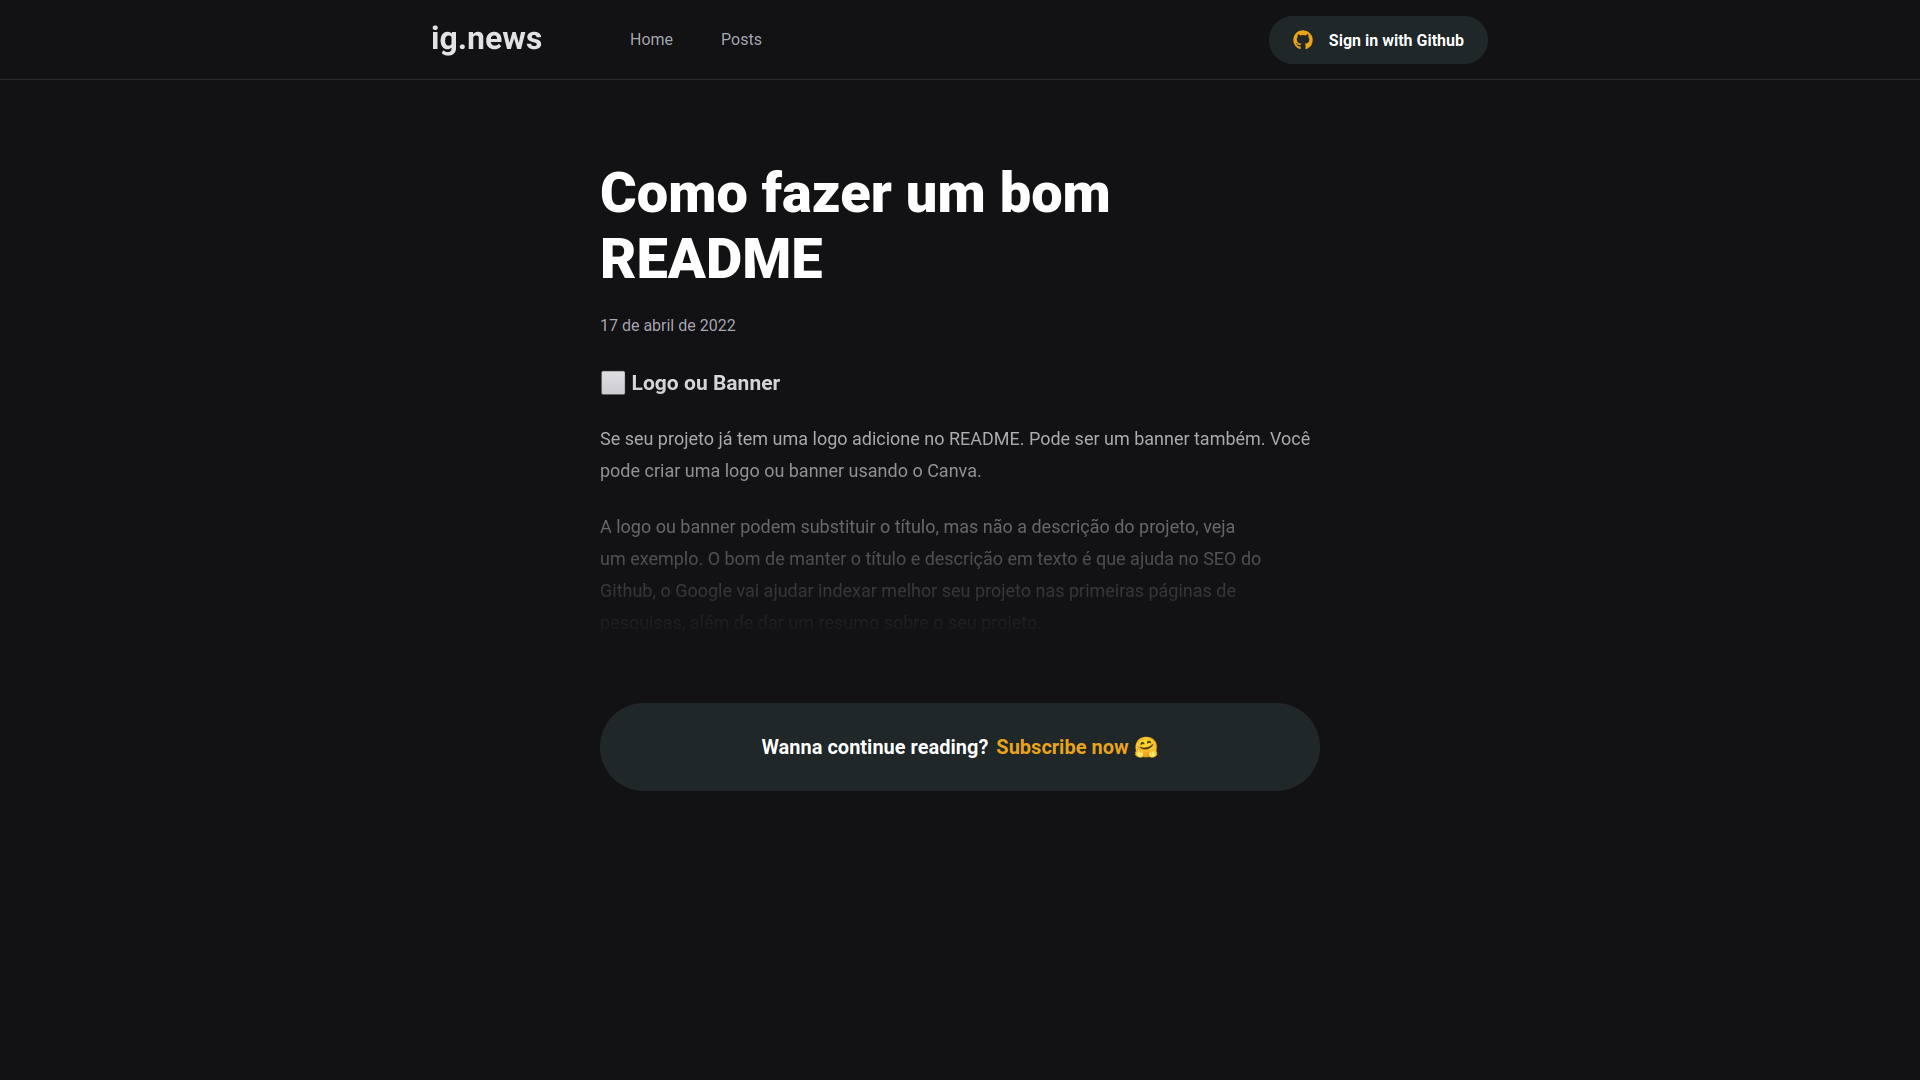 ig.news
Home
Posts
Sign in with Github
Como fazer um bom
README
17 de abril de 2022
⬜ Logo ou Banner
Se seu projeto já tem uma logo adicione no README. Pode ser um banner também. Você
pode criar uma logo ou banner usando o Canva.
A logo ou banner podem substituir o título, mas não a descrição do projeto, veja
um exemplo. O bom de manter o título e descrição em texto é que ajuda no SEO do
Github, o Google vai ajudar indexar melhor seu projeto nas primeiras páginas de
pesquisas, além de dar um resumo sobre o seu projeto.
Wanna continue reading? Subscribe now 🤗